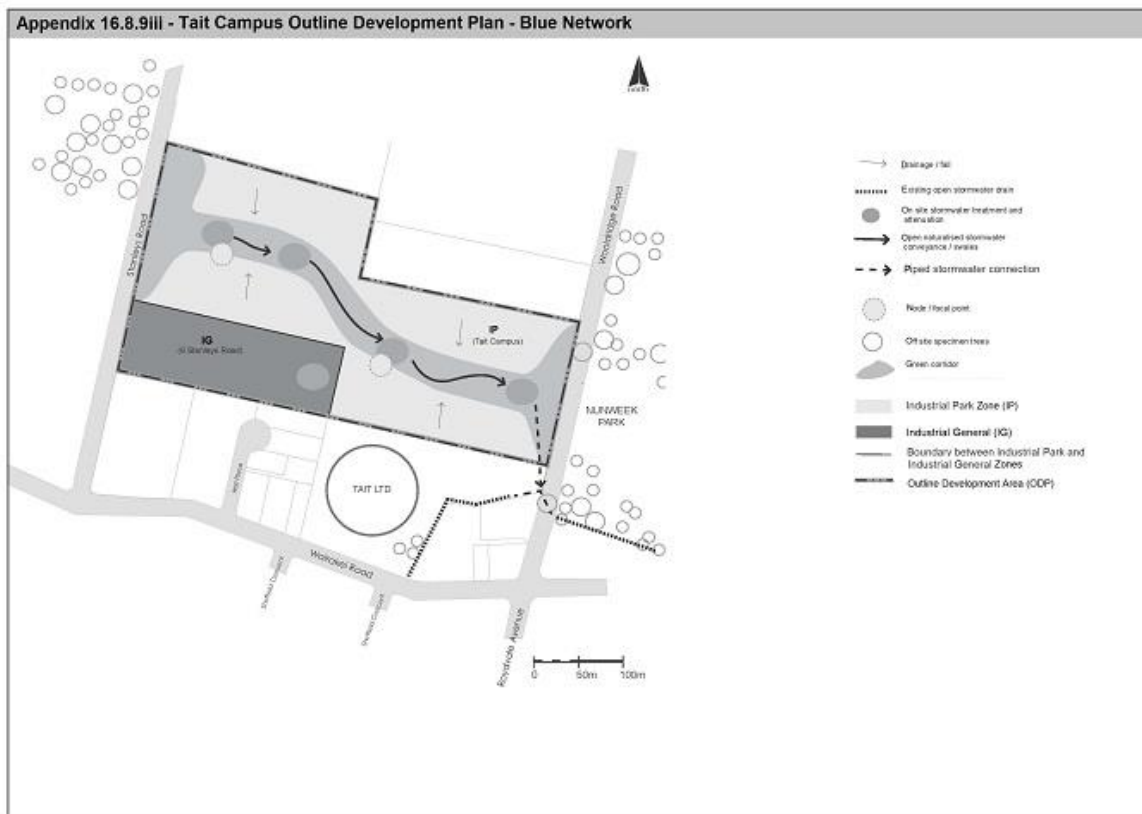 Appendix 16.8.9iii - Tait Campus Outline Development Plan - Blue Network
Stanleys Road
Wooldridge Road
IG
IP
(Tait Campus)
NUNWEEK
PARK
TAIT LTD
Wairakei Road
Roydvale Avenue
0 50m 100m
Drainage / fall
Existing open stormwater drain
On site stormwater treatment and
attenuation
Open naturalised stormwater
conveyance / swales
Piped stormwater connection
Node / focal point
Off site specimen trees
Green corridor
Industrial Park Zone (IP)
Industrial General (IG)
Boundary between Industrial Park and
Industrial General Zones
Outline Development Area (ODP)